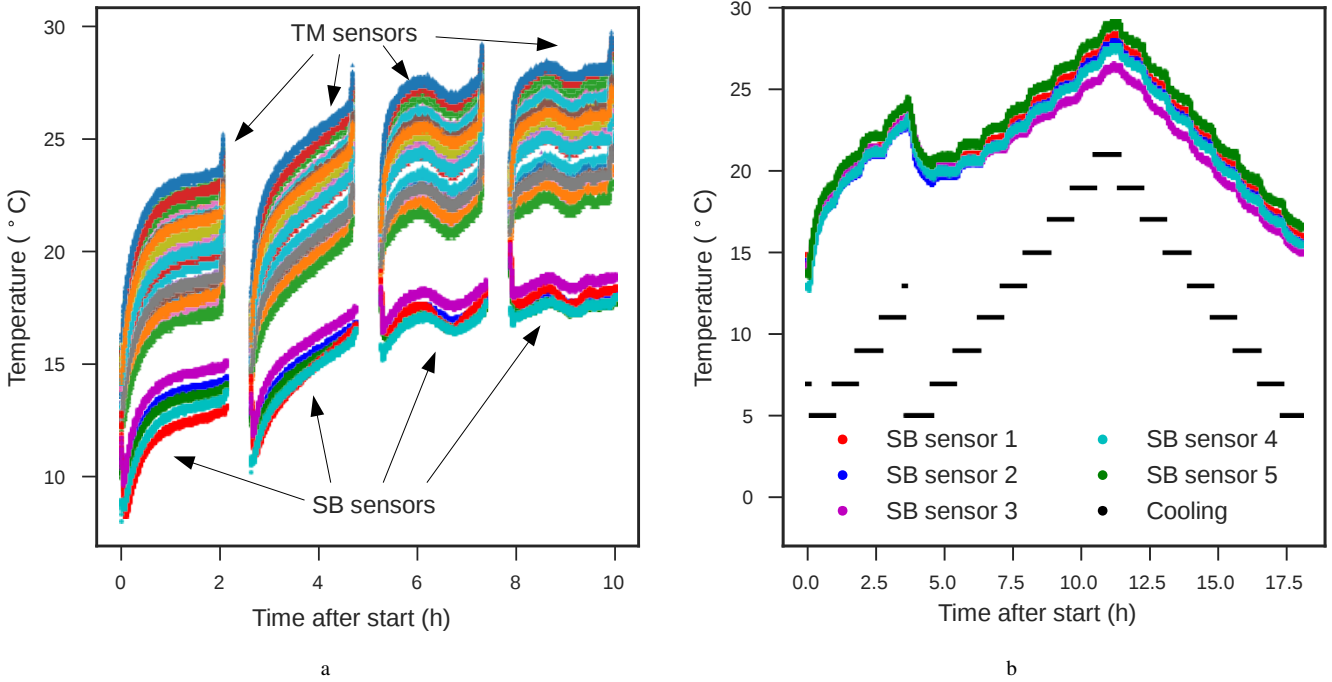 30
25
20
15
10
Temperature ( ° C)
TM sensors
SB sensors
0
2
4
6
8
10
Time after start (h)
a
30
25
20
15
10
5
0
Temperature ( ° C)
SB sensor 1
SB sensor 2
SB sensor 3
SB sensor 4
SB sensor 5
Cooling
0.0
2.5
5.0
7.5
10.0
12.5
15.0
17.5
Time after start (h)
b